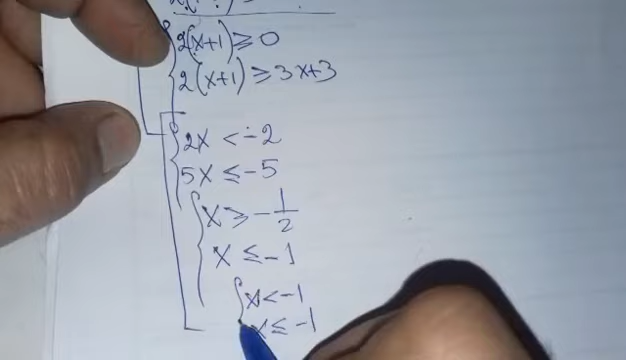 2(x+1) ≥ 0
2(x+1) ≥ 3x+3
2x < -2
5x ≤ -5
x ≥ -1/2
x ≤ -1
x < -1
x ≤ -1